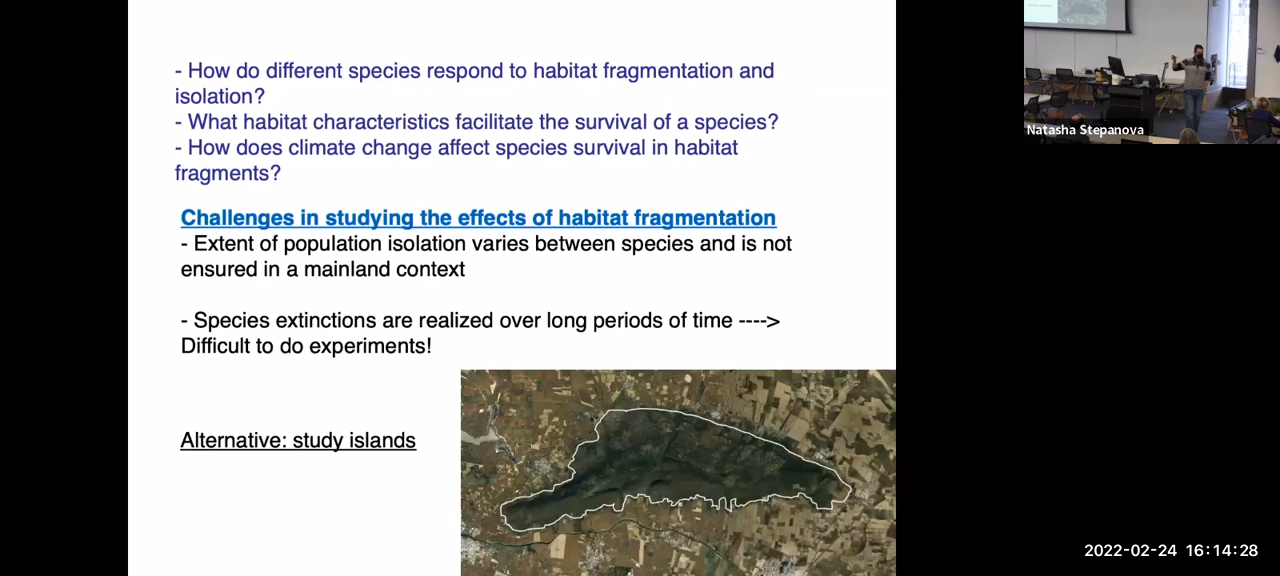 - How do different species respond to habitat fragmentation and
isolation?
- What habitat characteristics facilitate the survival of a species?
- How does climate change affect species survival in habitat
fragments?
Challenges in studying the effects of habitat fragmentation
- Extent of population isolation varies between species and is not
ensured in a mainland context
- Species extinctions are realized over long periods of time ---->
Difficult to do experiments!
Alternative: study islands
Natasha Stepanova
2022-02-24 16:14:28